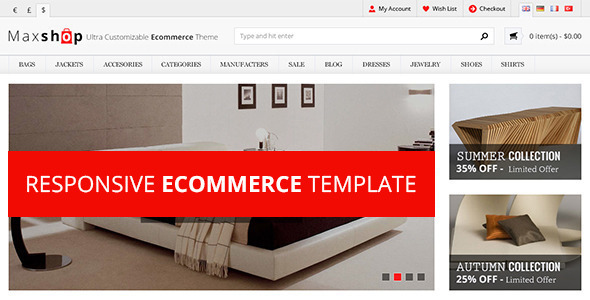 € £ $ My Account Wish List Checkout
Maxshop Ultra Customizable Ecommerce Theme Type and hit enter 0 item(s) - $0.00
BAGS JACKETS ACCESORIES CATEGORIES MANUFACTERS SALE BLOG DRESSES JEWELRY SHOES SHIRTS
RESPONSIVE ECOMMERCE TEMPLATE
SUMMER COLLECTION
35% OFF - Limited Offer
AUTUMN COLLECTION
25% OFF - Limited Offer